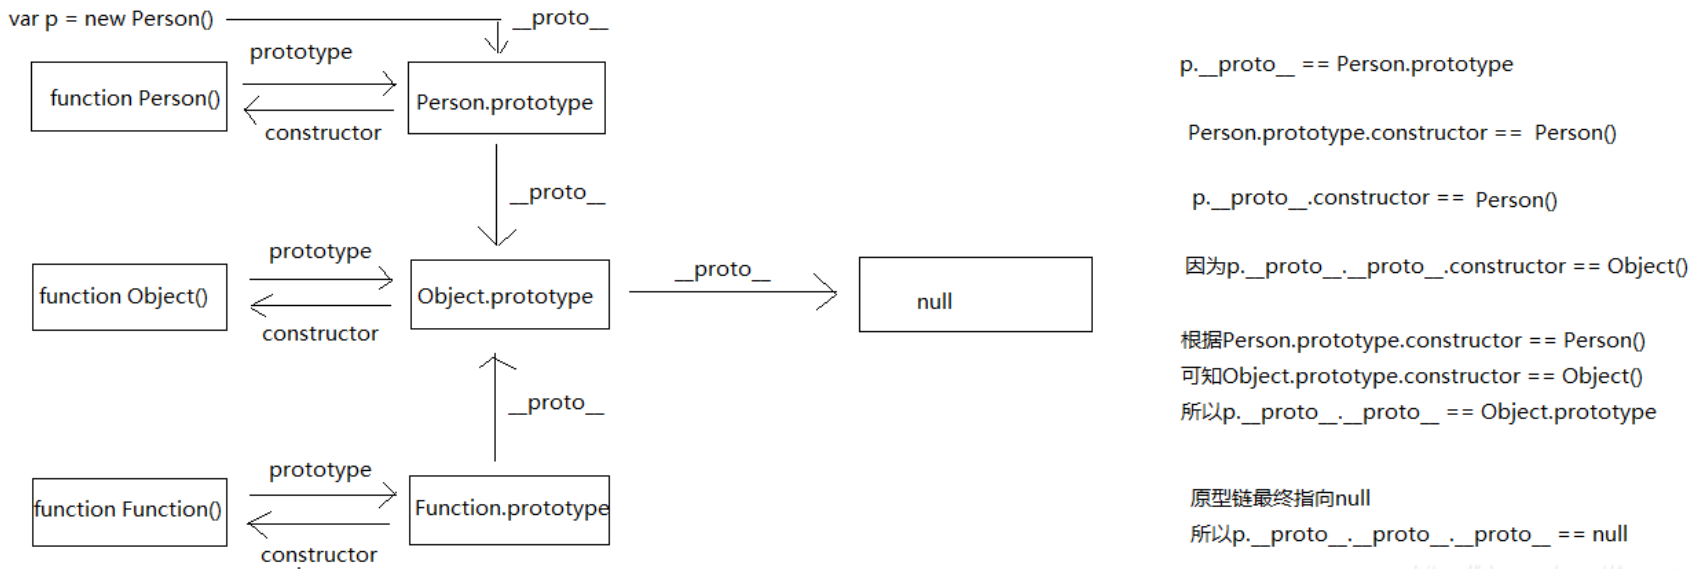 var p = new Person()
__proto__
prototype
function Person()
Person.prototype
constructor
__proto__
prototype
function Object()
Object.prototype
constructor
__proto__
null
__proto__
prototype
function Function()
Function.prototype
constructor
p.__proto__ == Person.prototype
Person.prototype.constructor == Person()
p.__proto__.constructor == Person()
因为p.__proto__.__proto__.constructor == Object()
根据Person.prototype.constructor == Person()
可知Object.prototype.constructor == Object()
所以p.__proto__.__proto__ == Object.prototype
原型链最终指向null
所以p.__proto__.__proto__.__proto__ == null